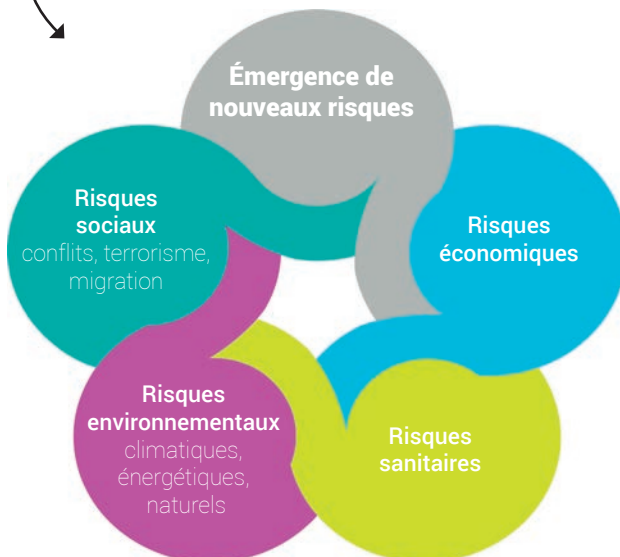 Émergence de
nouveaux risques
Risques
sociaux
conflits, terrorisme,
migration
Risques
économiques
Risques
environnementaux
climatiques,
énergétiques,
naturels
Risques
sanitaires